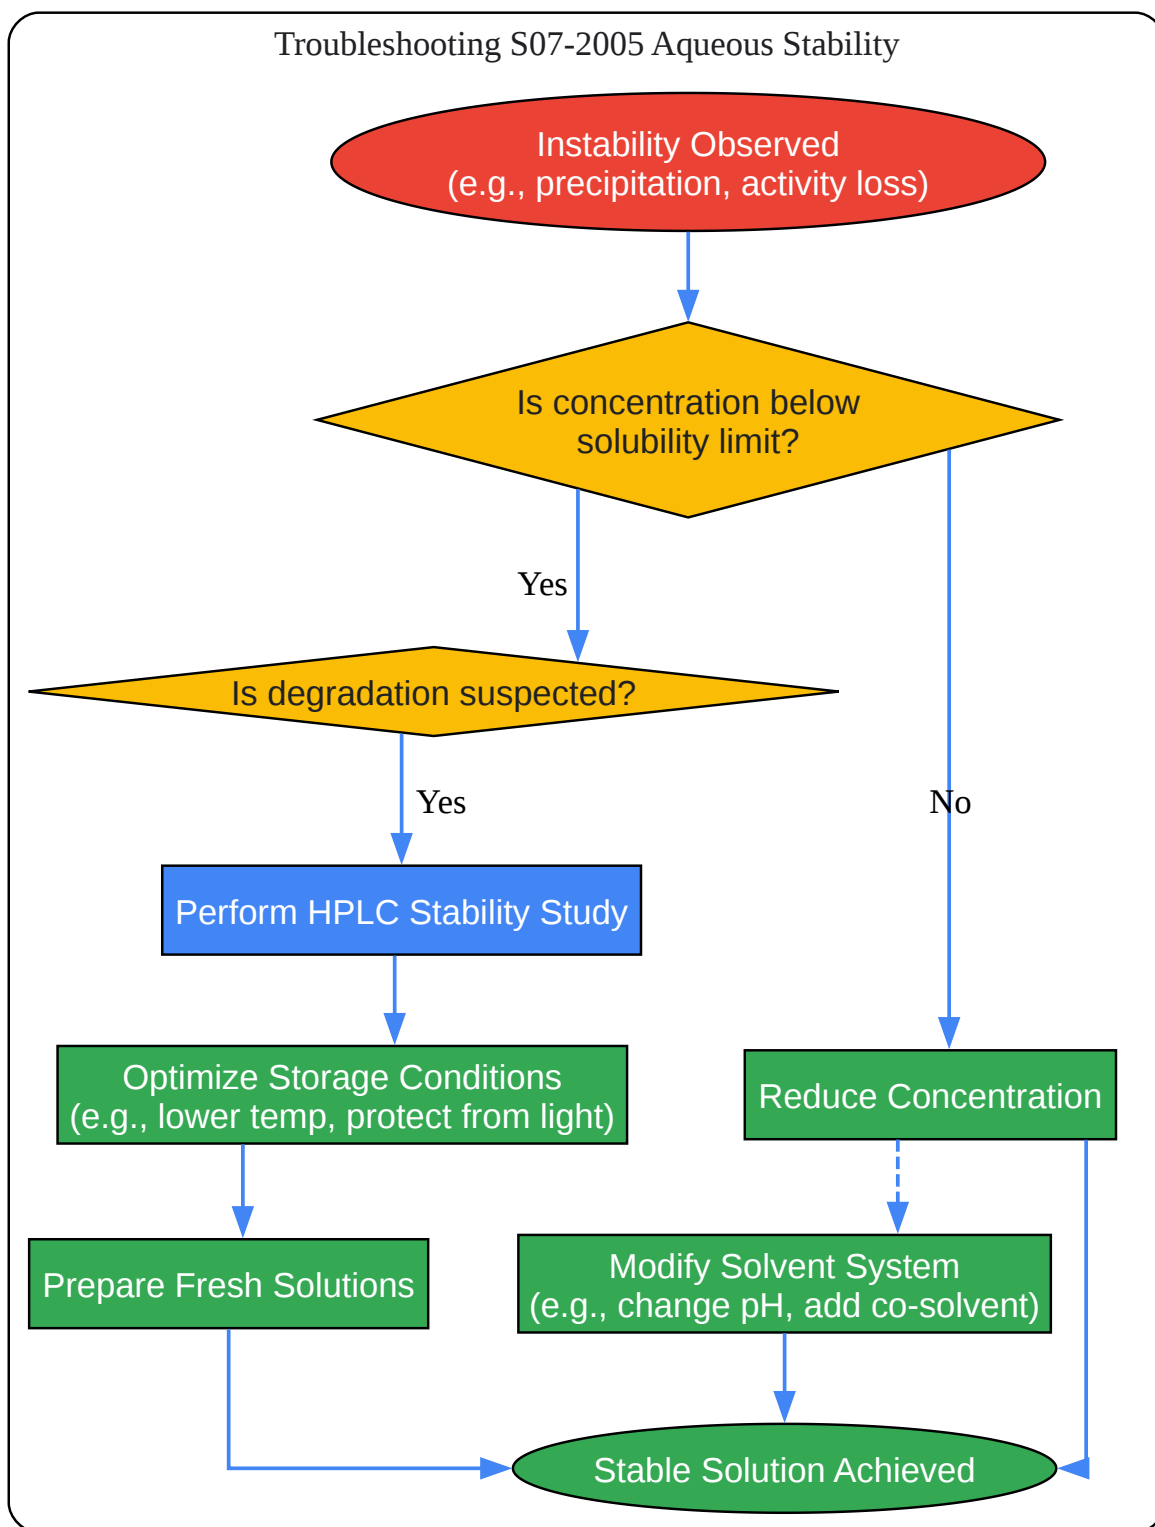 Troubleshooting S07-2005 Aqueous Stability
Instability Observed
(e.g., precipitation, activity loss)
Is concentration below
solubility limit?
Yes
Is degradation suspected?
Yes
No
Perform HPLC Stability Study
Optimize Storage Conditions
(e.g., lower temp, protect from light)
Reduce Concentration
Prepare Fresh Solutions
Modify Solvent System
(e.g., change pH, add co-solvent)
Stable Solution Achieved